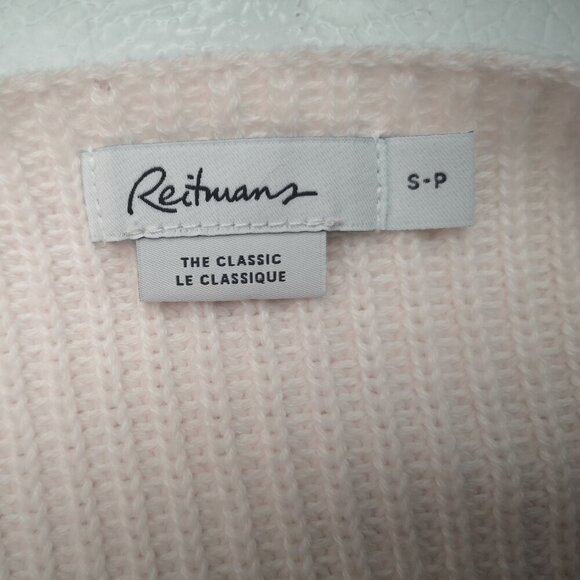 Reitmans
S-P
THE CLASSIC
LE CLASSIQUE